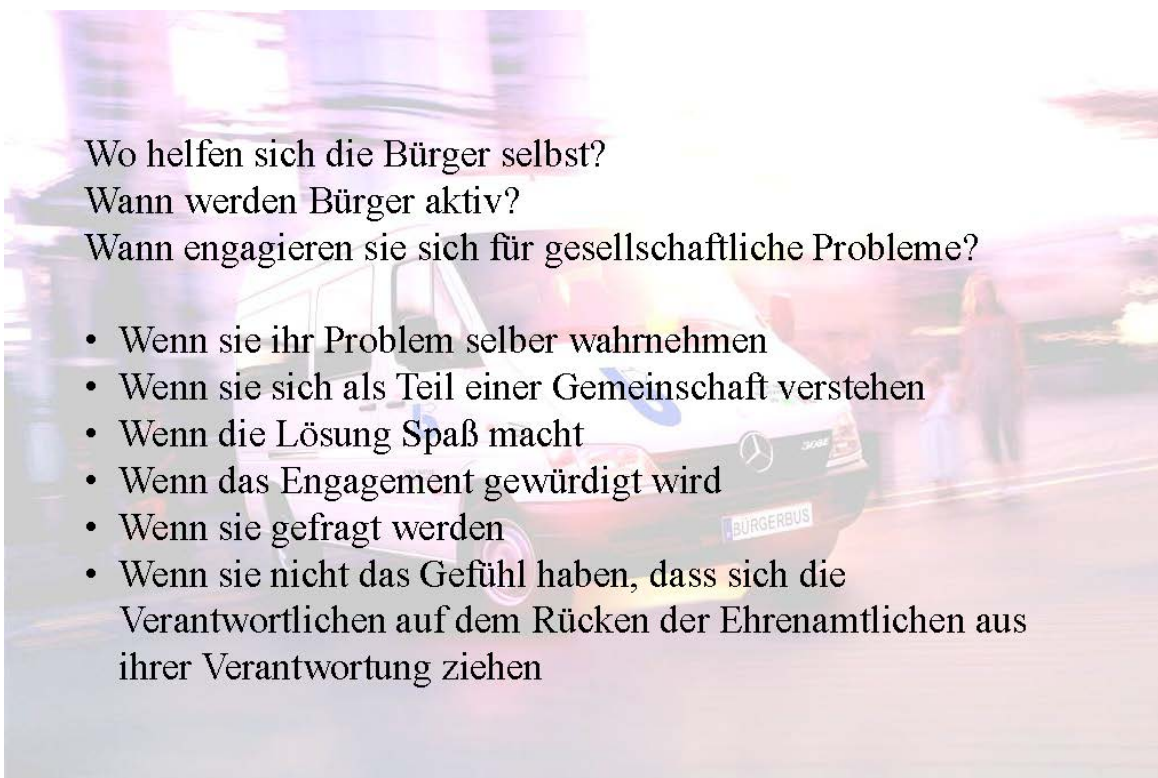 Wo helfen sich die Bürger selbst?
Wann werden Bürger aktiv?
Wann engagieren sie sich für gesellschaftliche Probleme?
• Wenn sie ihr Problem selber wahrnehmen
• Wenn sie sich als Teil einer Gemeinschaft verstehen
• Wenn die Lösung Spaß macht
• Wenn das Engagement gewürdigt wird
• Wenn sie gefragt werden
• Wenn sie nicht das Gefühl haben, dass sich die
Verantwortlichen auf dem Rücken der Ehrenamtlichen aus
ihrer Verantwortung ziehen
BÜRGERBUS